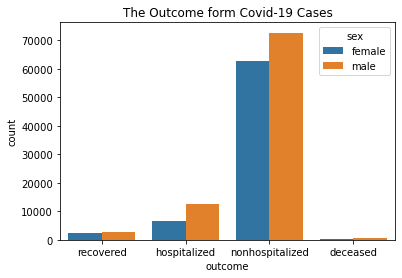 The Outcome form Covid-19 Cases
sex
female
male
70000
60000
50000
40000
30000
20000
10000
0
count
recovered hospitalized nonhospitalized deceased
outcome